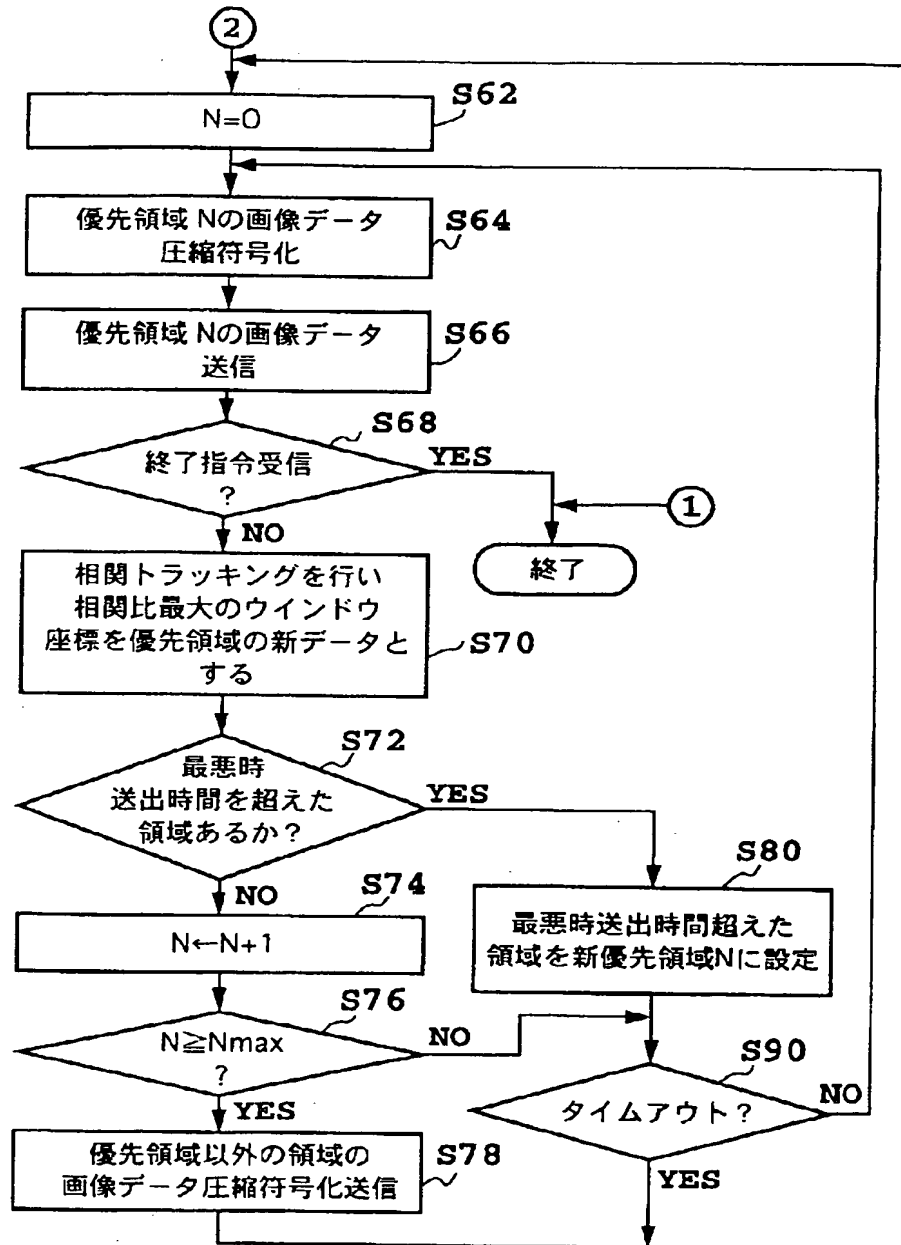 ②
S62
N=0
優先領域 Nの画像データ
圧縮符号化
S64
優先領域 Nの画像データ
送信
S66
S68
終了指令受信
?
YES
NO
①
終了
相関トラッキングを行い
相関比最大のウインドウ
座標を優先領域の新データと
する
S70
S72
最悪時
送出時間を超えた
領域あるか?
YES
NO
S74
N←N+1
S80
最悪時送出時間超えた
領域を新優先領域Nに設定
S76
N≧Nmax
?
NO
YES
S90
タイムアウト?
NO
YES
優先領域以外の領域の
画像データ圧縮符号化送信
S78